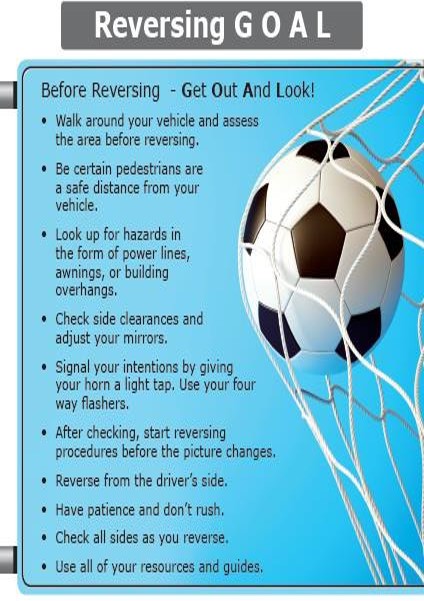 Reversing G O A L
Before Reversing - Get Out And Look!
• Walk around your vehicle and assess
the area before reversing.
• Be certain pedestrians are
a safe distance from your
vehicle.
• Look up for hazards in
the form of power lines,
awnings, or building
overhangs.
• Check side clearances and
adjust your mirrors.
• Signal your intentions by giving
your horn a light tap. Use your four
way flashers.
• After checking, start reversing
procedures before the picture changes.
• Reverse from the driver's side.
• Have patience and don't rush.
• Check all sides as you reverse.
• Use all of your resources and guides.